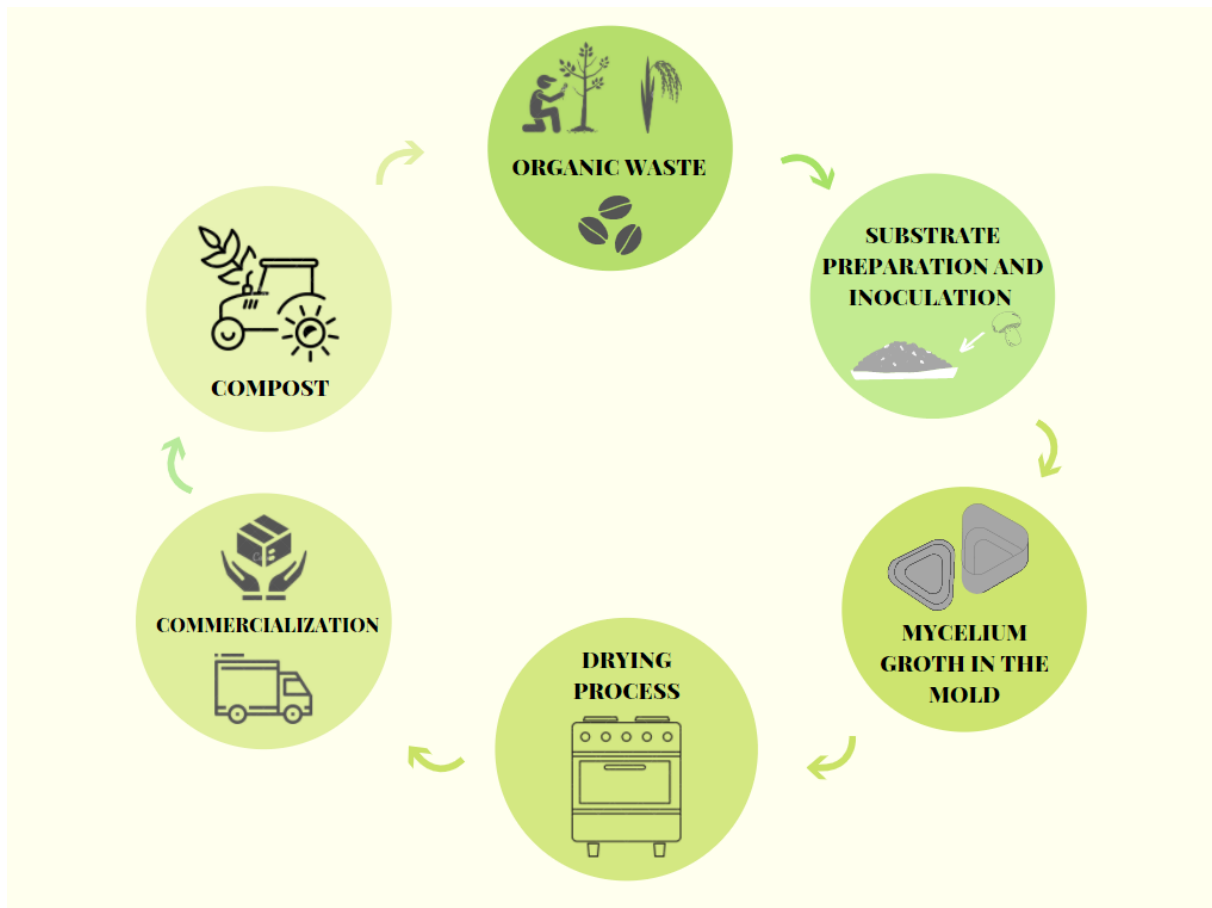 ORGANIC WASTE
SUBSTRATE
PREPARATION AND
INOCULATION
MYCELIUM
GROTH IN THE
MOLD
DRYING
PROCESS
COMMERCIALIZATION
COMPOST